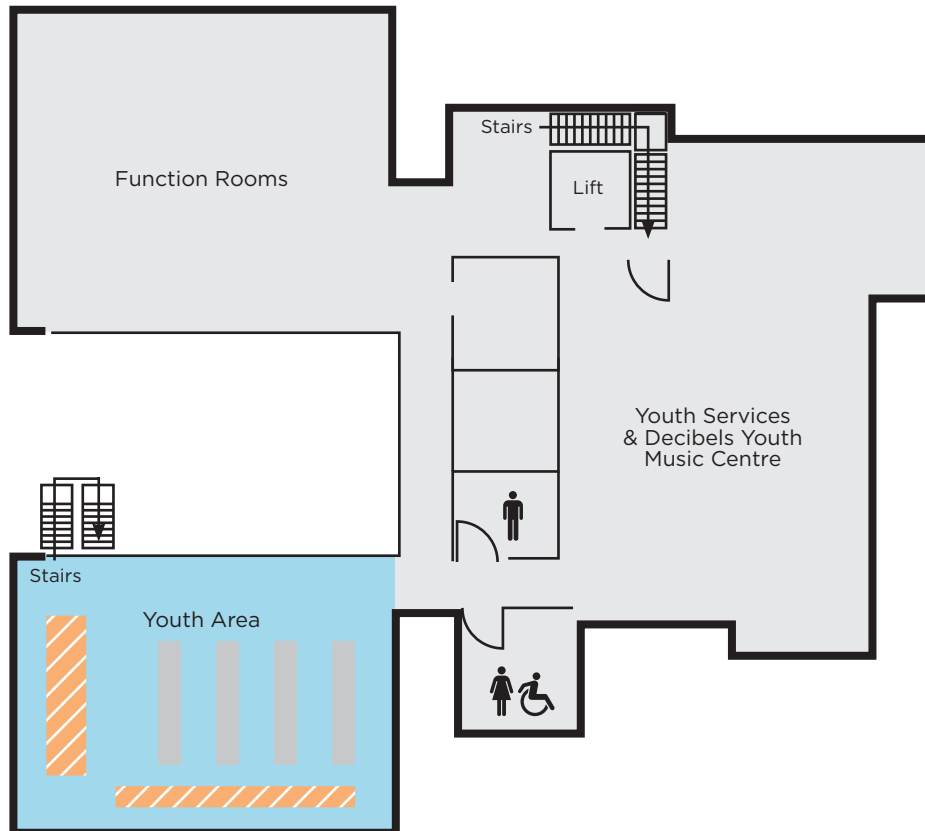 Stairs
Function Rooms
Lift
Youth Services
& Decibels Youth
Music Centre
Stairs
Youth Area